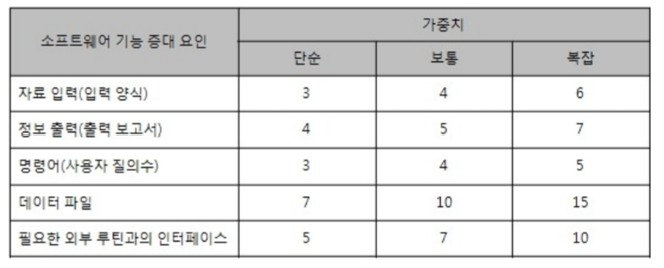 소프트웨어 기능 증대 요인 가중치
단순 보통 복잡
자료 입력(입력 양식) 3 4 6
정보 출력(출력 보고서) 4 5 7
명령어(사용자 질의수) 3 4 5
데이터 파일 7 10 15
필요한 외부 루틴과의 인터페이스 5 7 10